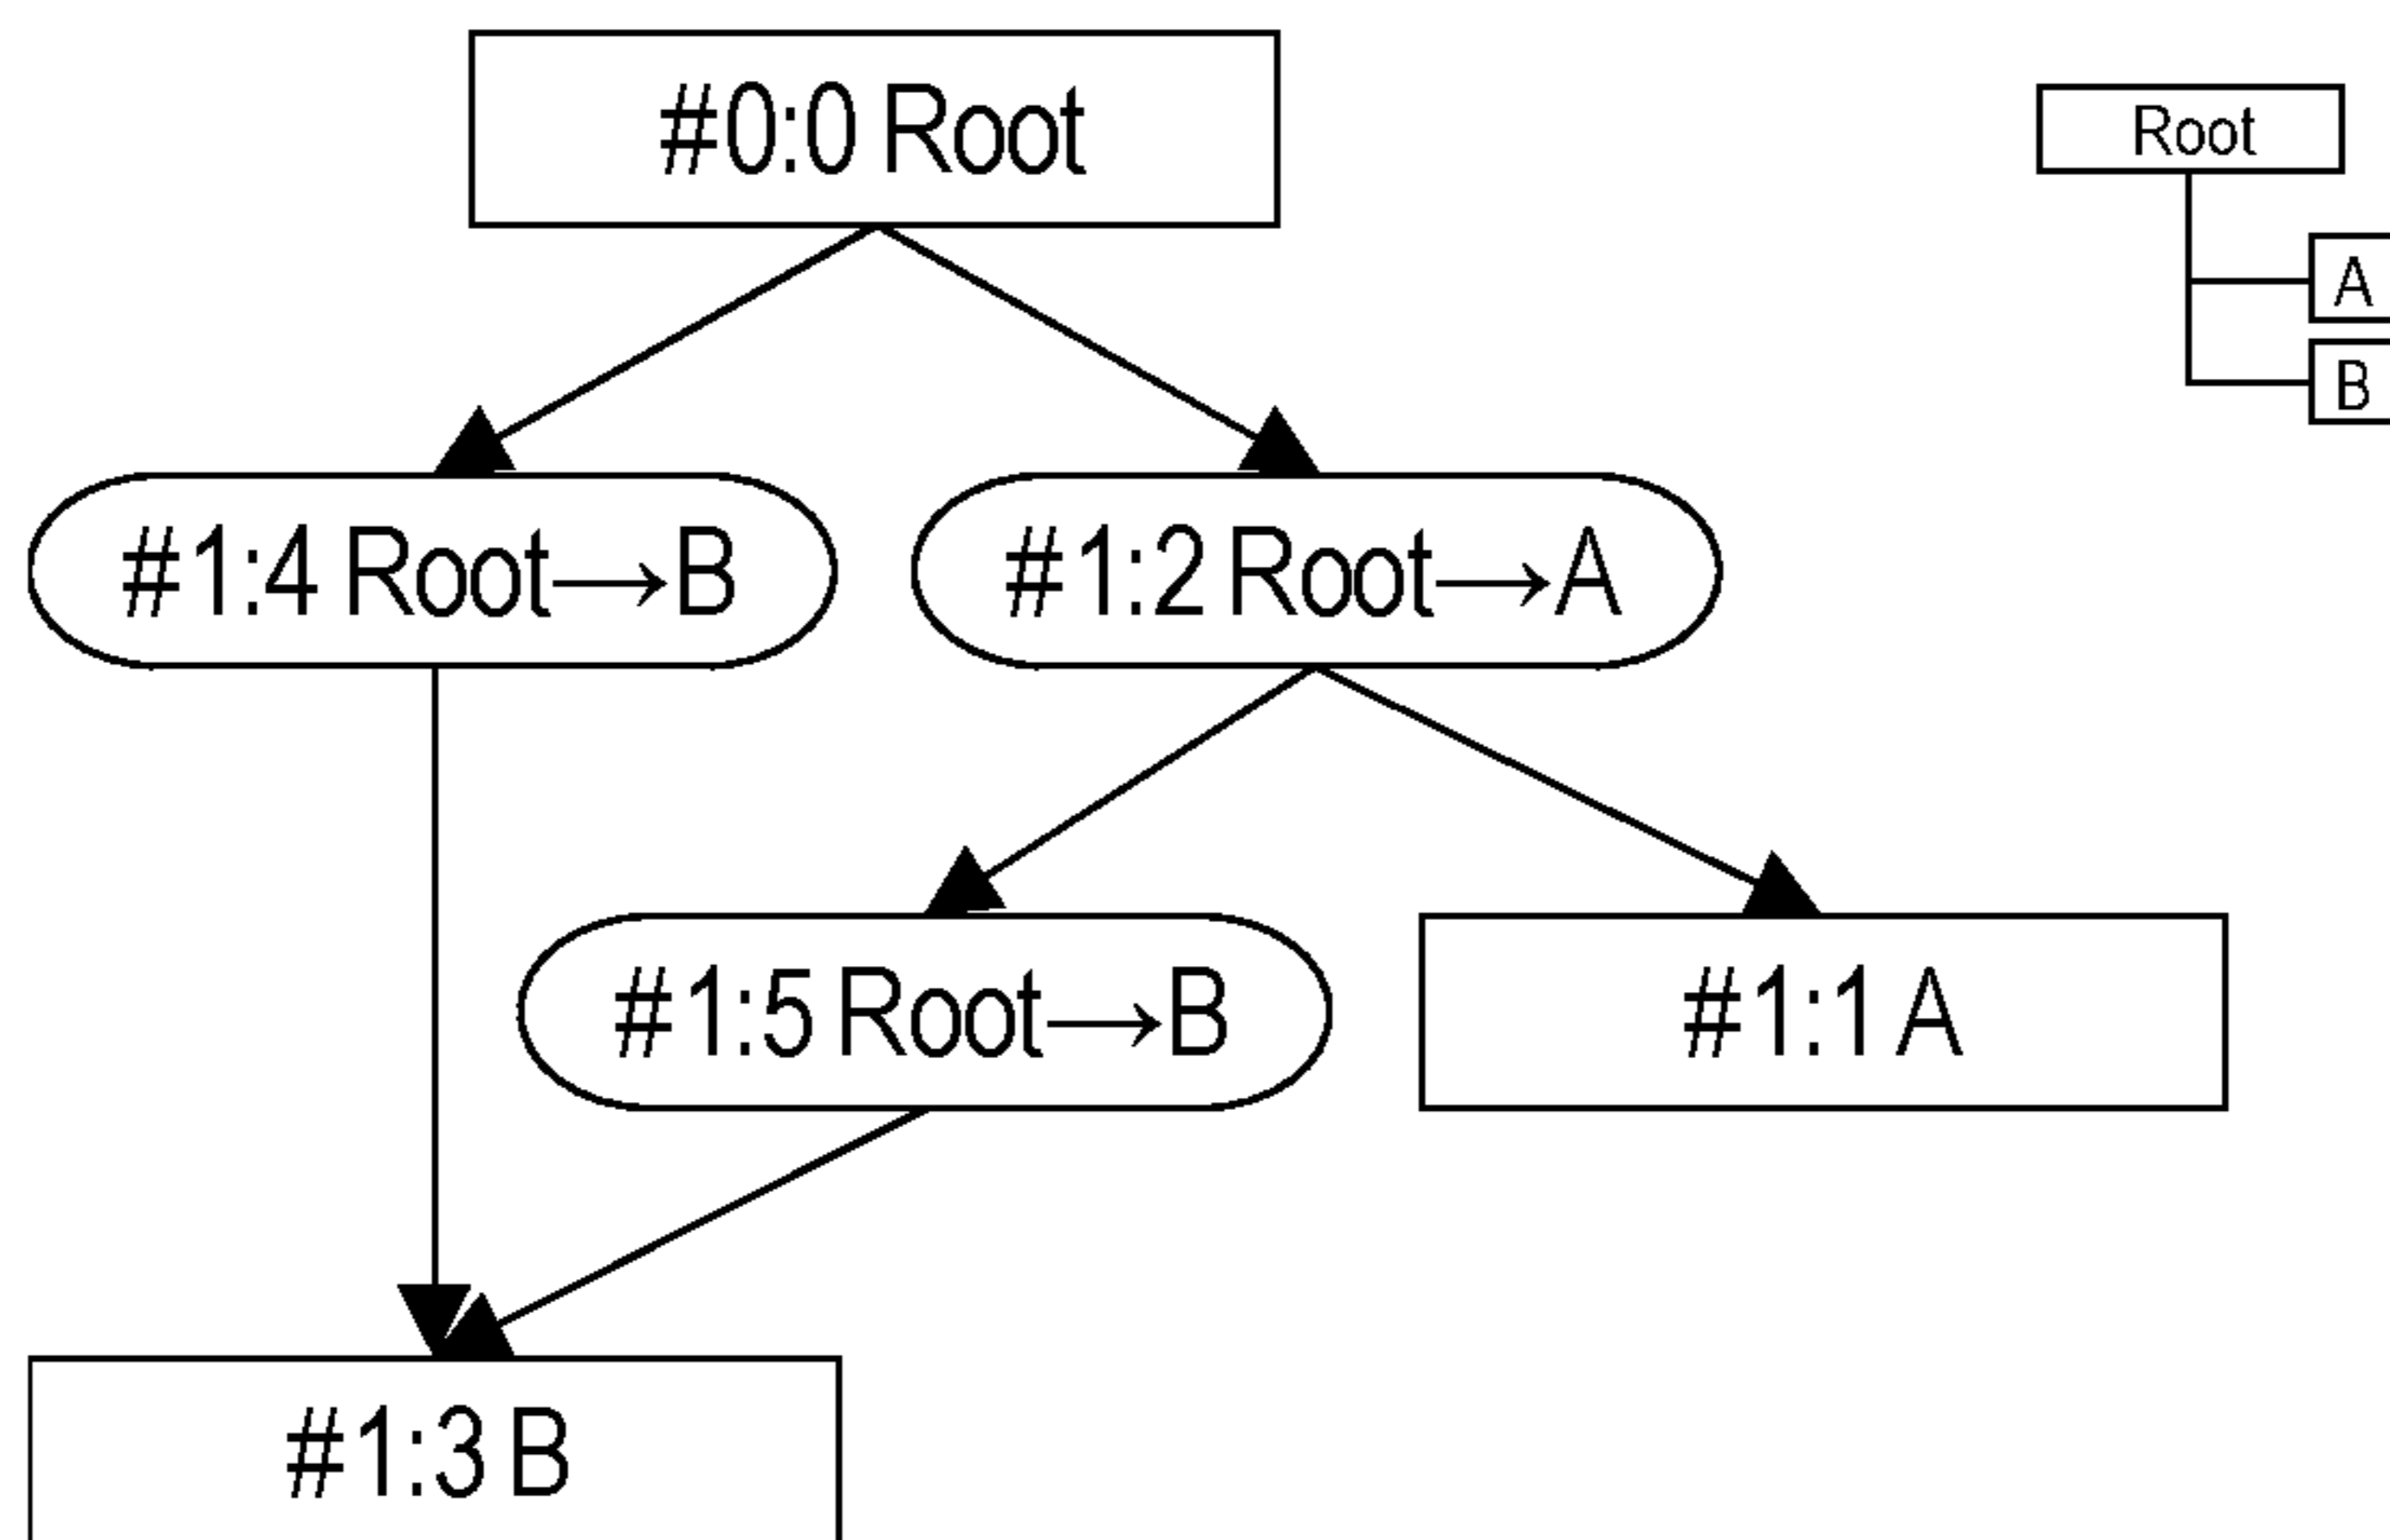 #0:0 Root
Root
A
B
#1:4 Root→B
#1:2 Root→A
#1:5 Root→B
#1:1 A
#1:3 B